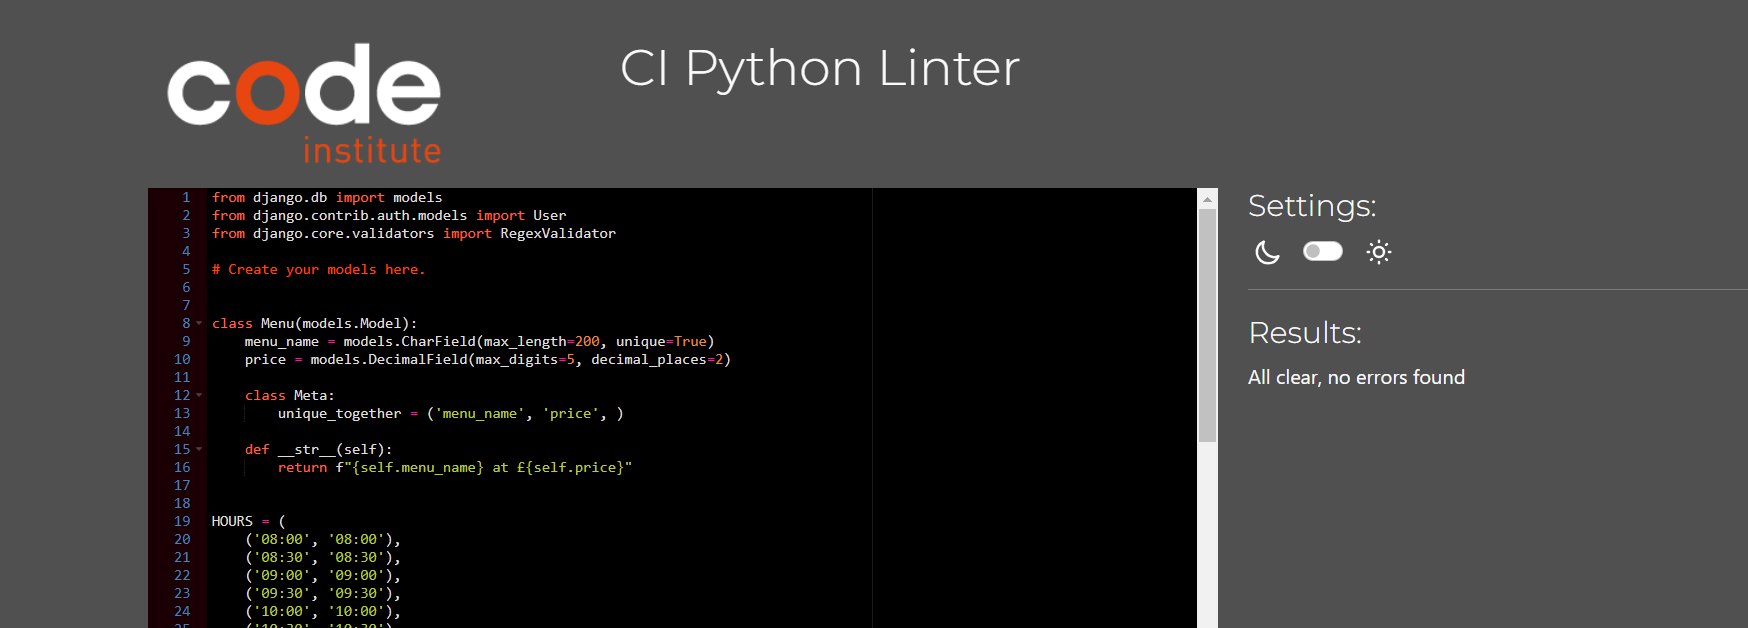 code
institute
CI Python Linter
1 from django.db import models
2 from django.contrib.auth.models import User
3 from django.core.validators import RegexValidator
4
5 # Create your models here.
6
7
8 class Menu(models.Model):
9 menu_name = models.CharField(max_length=200, unique=True)
10 price = models.DecimalField(max_digits=5, decimal_places=2)
11
12 class Meta:
13 unique_together = ('menu_name', 'price', )
14
15 def __str__(self):
16 return f"{self.menu_name} at £{self.price}"
17
18
19 HOURS = (
20 ('08:00', '08:00'),
21 ('08:30', '08:30'),
22 ('09:00', '09:00'),
23 ('09:30', '09:30'),
24 ('10:00', '10:00'),
25 ('10:30', '10:30'),
Settings:
Results:
All clear, no errors found